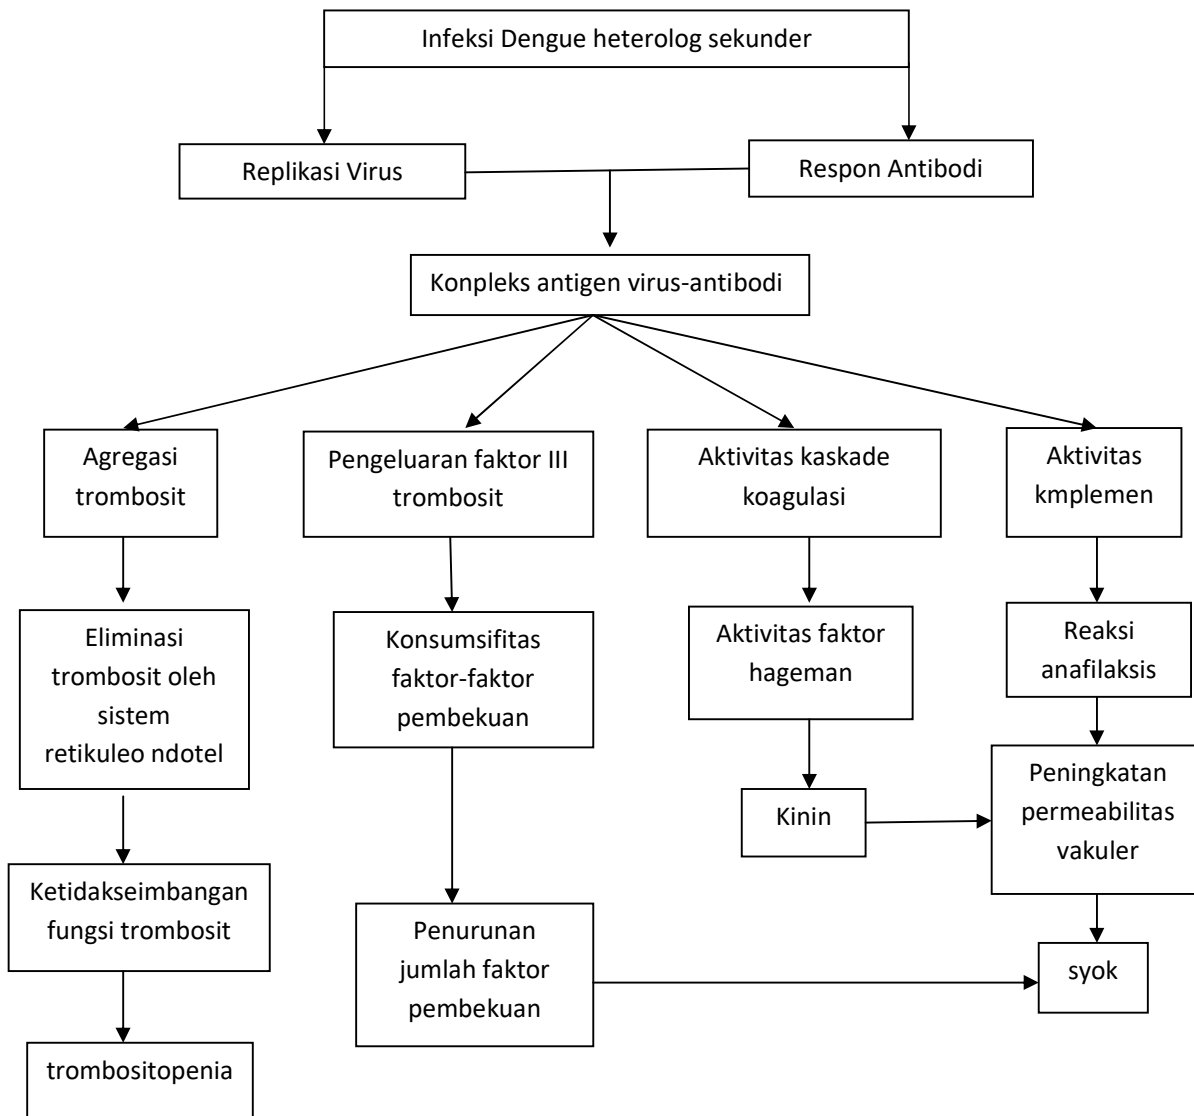 Infeksi Dengue heterolog sekunder
Replikasi Virus
Respon Antibodi
Konpleks antigen virus-antibodi
Agregasi
trombosit
Pengeluaran faktor III
trombosit
Aktivitas kaskade
koagulasi
Aktivitas
kmplemen
Eliminasi
trombosit oleh
sistem
retikuleo ndotel
Konsumsifitas
faktor-faktor
pembekuan
Aktivitas faktor
hageman
Reaksi
anafilaksis
Kinin
Peningkatan
permeabilitas
vakuler
Ketidakseimbangan
fungsi trombosit
Penurunan
jumlah faktor
pembekuan
syok
trombositopenia